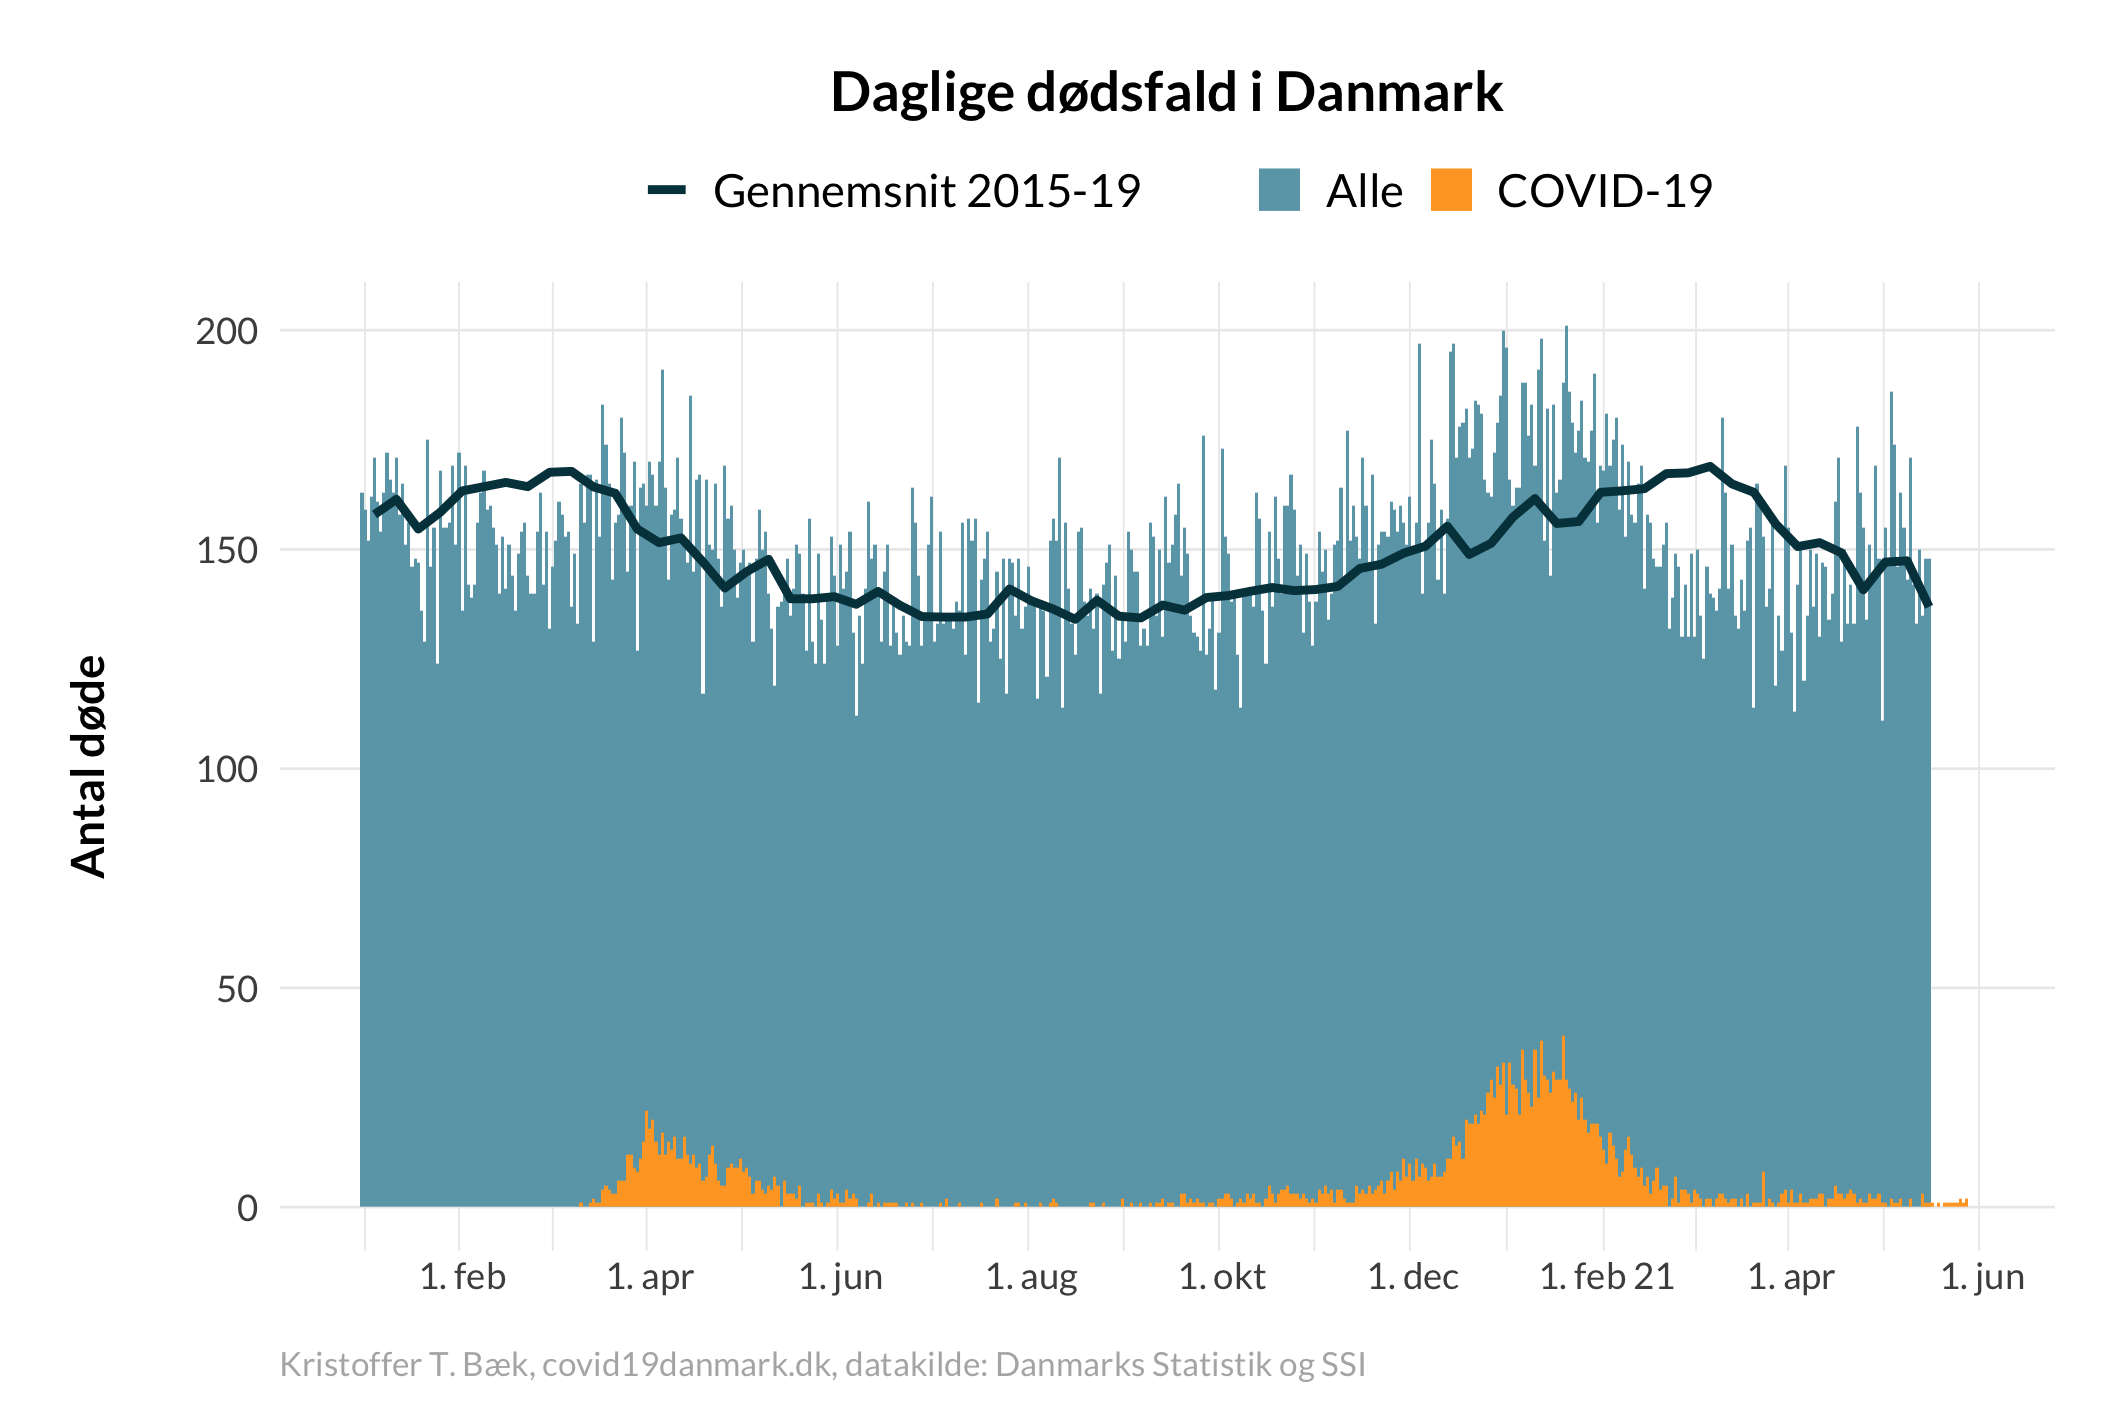 Daglige dødsfald i Danmark
Gennemsnit 2015-19 Alle COVID-19
Antal døde
200
150
100
50
0
1. feb 1. apr 1. jun 1. aug 1. okt 1. dec 1. feb 21 1. apr 1. jun
Kristoffer T. Bæk, covid19danmark.dk, datakilde: Danmarks Statistik og SSI